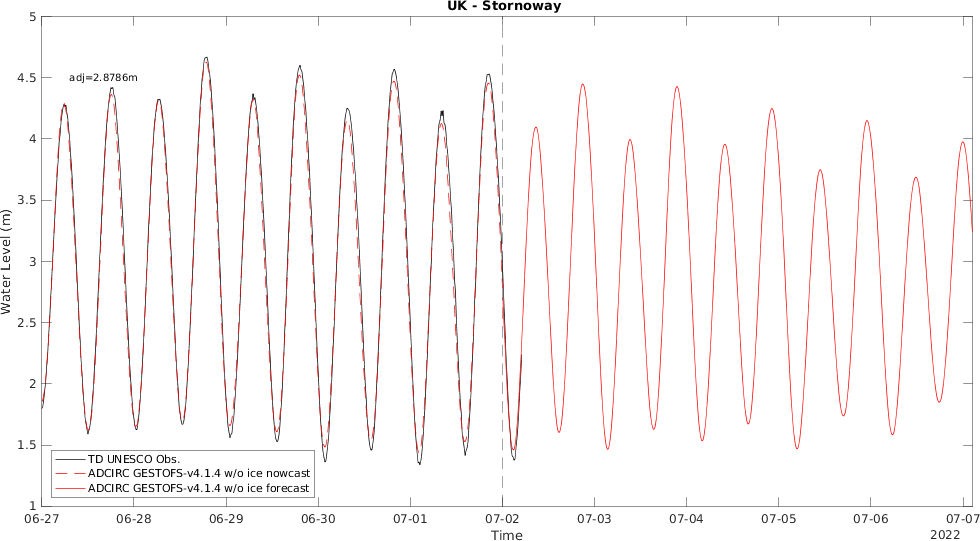 UK - Stornoway
5
4.5
4
3.5
3
2.5
2
1.5
1
Water Level (m)
adj=2.8786m
TD UNESCO Obs.
ADCIRC GESTOFS-v4.1.4 w/o ice nowcast
ADCIRC GESTOFS-v4.1.4 w/o ice forecast
06-27 06-28 06-29 06-30 07-01 07-02 07-03 07-04 07-05 07-06 07-07
Time
2022